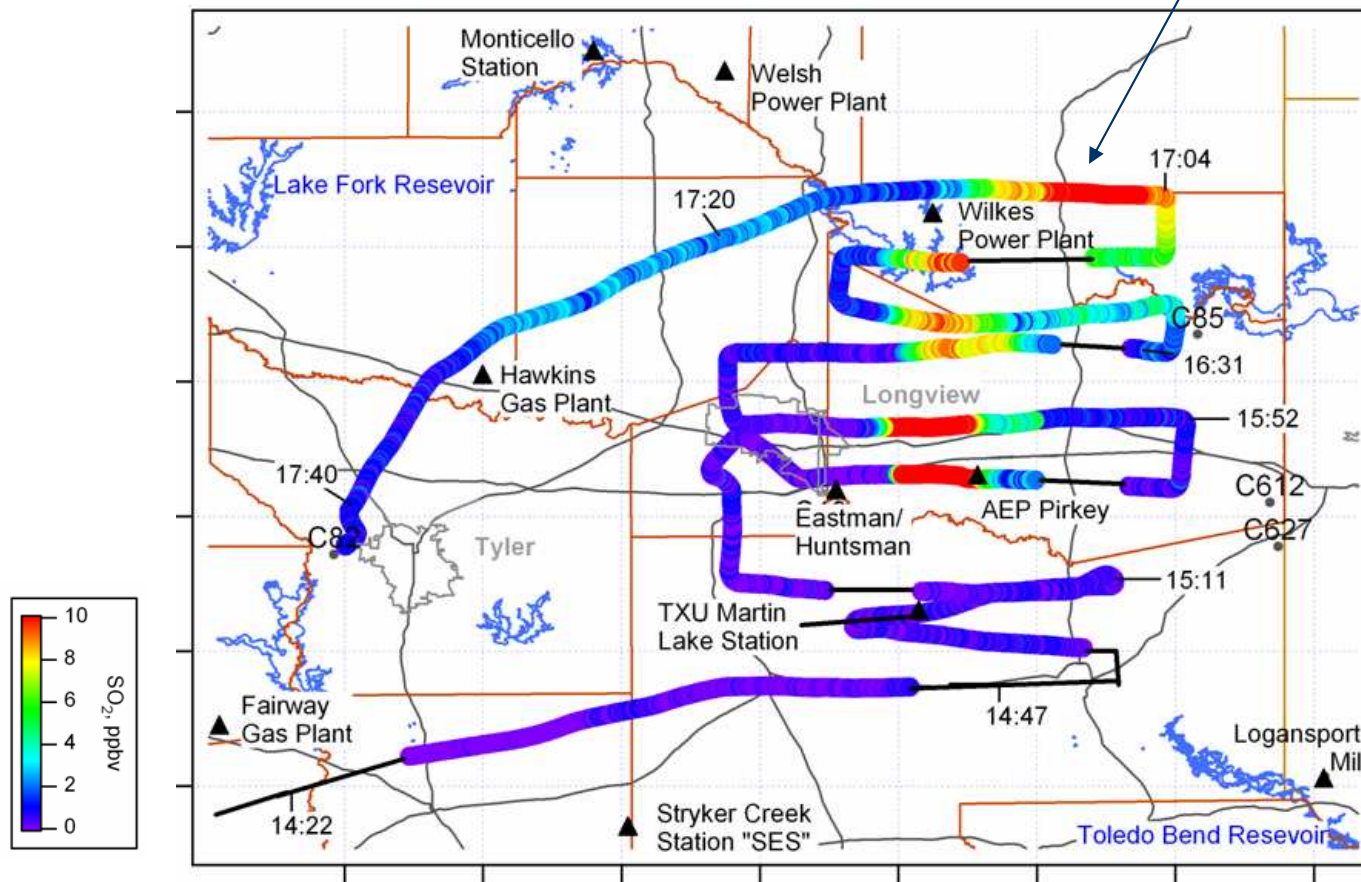 Monticello
Station
Welsh
Power Plant
17:04
Lake Fork Resevoir
17:20
Wilkes
Power Plant
C85
16:31
Hawkins
Gas Plant
Longview
15:52
17:40
C612
AEP Pirkey
Eastman/
Huntsman
C82
Tyler
C627
15:11
TXU Martin
Lake Station
10
8
6
4
2
0
SO2, ppbv
Fairway
Gas Plant
14:47
Logansport
Mil
14:22
Stryker Creek
Station "SES"
Toledo Bend Resevoir